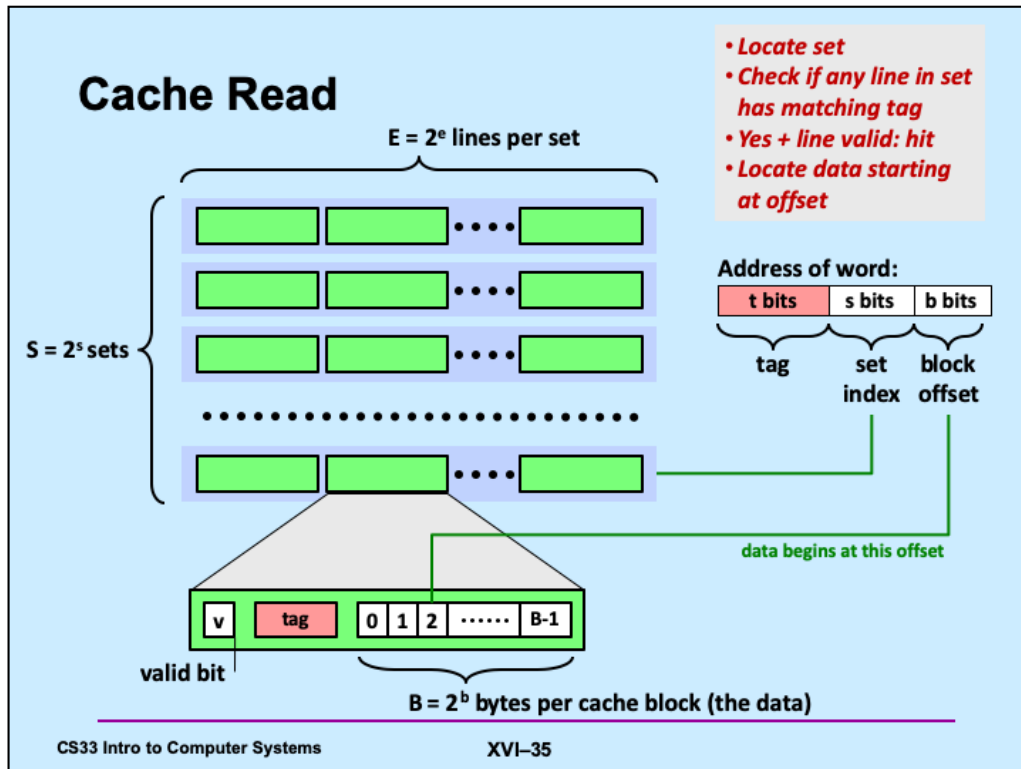 Cache Read
• Locate set
• Check if any line in set
has matching tag
• Yes + line valid: hit
• Locate data starting
at offset
E = 2ᵉ lines per set
S = 2ˢ sets
Address of word:
t bits s bits b bits
tag set block
index offset
data begins at this offset
v tag 0 1 2 ...... B-1
valid bit
B = 2ᵇ bytes per cache block (the data)
CS33 Intro to Computer Systems XVI–35